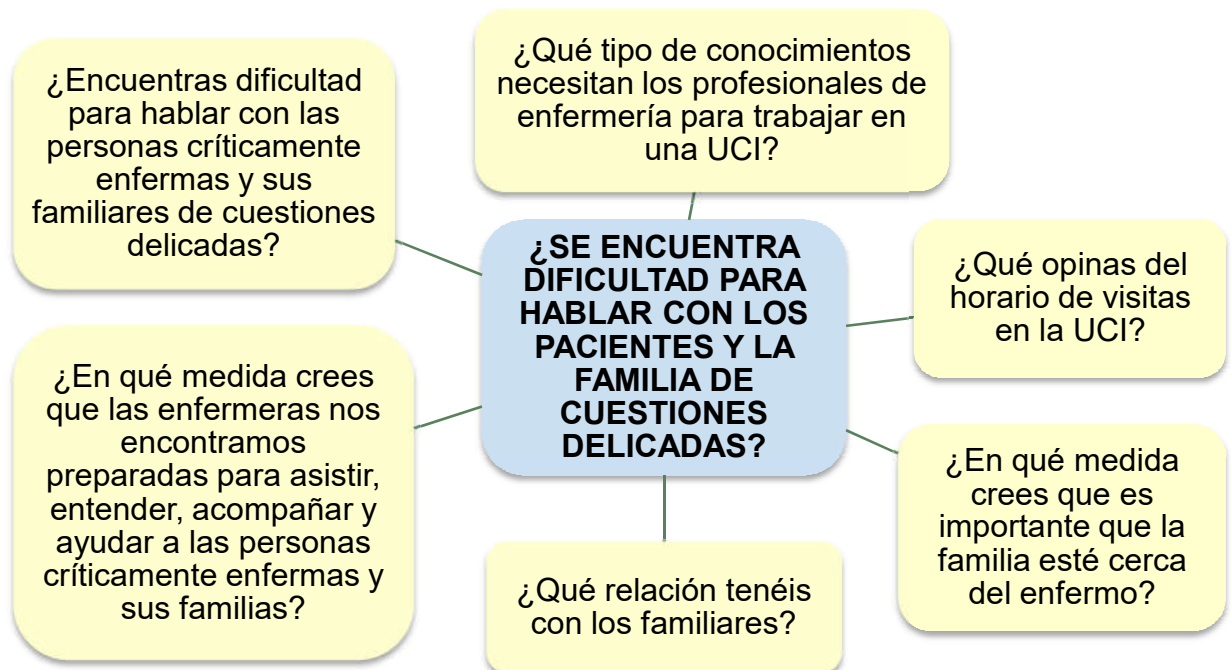 ¿Encuentras dificultad
para hablar con las
personas críticamente
enfermas y sus
familiares de cuestiones
delicadas?
¿Qué tipo de conocimientos
necesitan los profesionales de
enfermería para trabajar en
una UCI?
¿SE ENCUENTRA
DIFICULTAD PARA
HABLAR CON LOS
PACIENTES Y LA
FAMILIA DE
CUESTIONES
DELICADAS?
¿Qué opinas del
horario de visitas
en la UCI?
¿En qué medida crees
que las enfermeras nos
encontramos
preparadas para asistir,
entender, acompañar y
ayudar a las personas
críticamente enfermas y
sus familias?
¿Qué relación tenéis
con los familiares?
¿En qué medida
crees que es
importante que la
familia esté cerca
del enfermo?